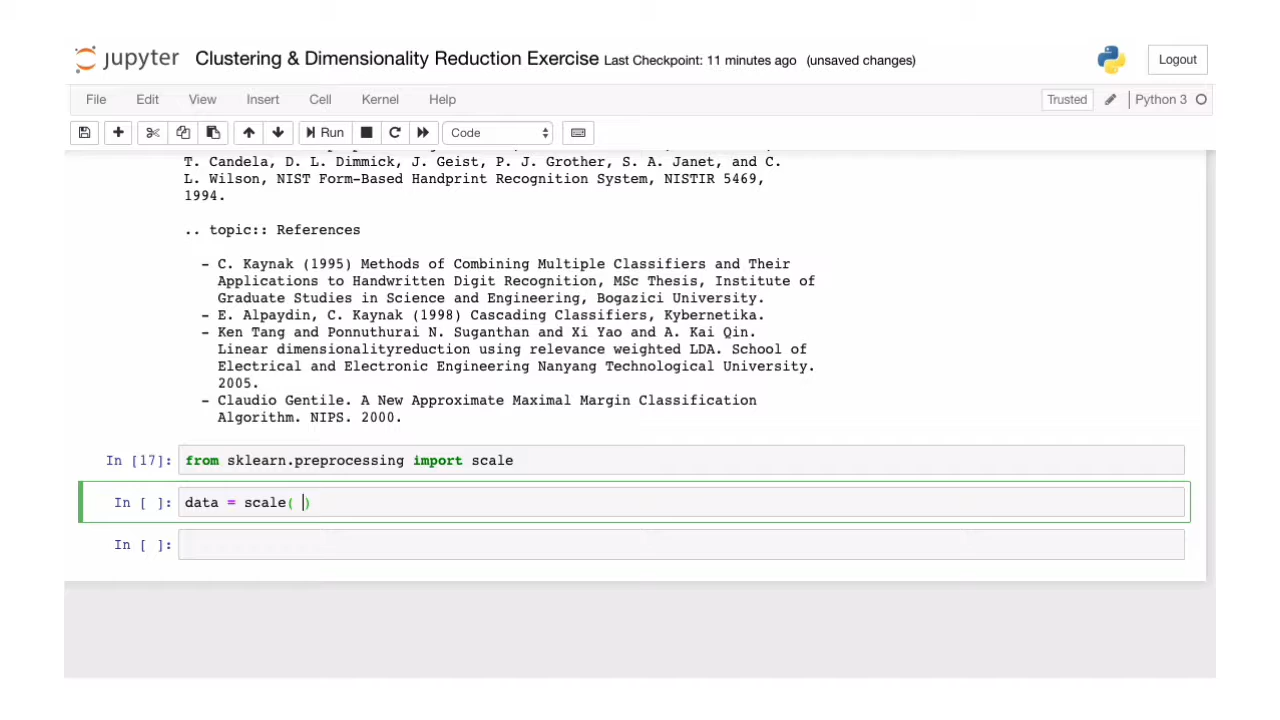 jupyter Clustering & Dimensionality Reduction Exercise Last Checkpoint: 11 minutes ago (unsaved changes) Logout
File Edit View Insert Cell Kernel Help Trusted Python 3
Run Code
T. Candela, D. L. Dimmick, J. Geist, P. J. Grother, S. A. Janet, and C.
L. Wilson, NIST Form-Based Handprint Recognition System, NISTIR 5469,
1994.
.. topic:: References
- C. Kaynak (1995) Methods of Combining Multiple Classifiers and Their
Applications to Handwritten Digit Recognition, MSc Thesis, Institute of
Graduate Studies in Science and Engineering, Bogazici University.
- E. Alpaydin, C. Kaynak (1998) Cascading Classifiers, Kybernetika.
- Ken Tang and Ponnuthurai N. Suganthan and Xi Yao and A. Kai Qin.
Linear dimensionalityreduction using relevance weighted LDA. School of
Electrical and Electronic Engineering Nanyang Technological University.
2005.
- Claudio Gentile. A New Approximate Maximal Margin Classification
Algorithm. NIPS. 2000.
In [17]: from sklearn.preprocessing import scale
In [ ]: data = scale( )
In [ ]: